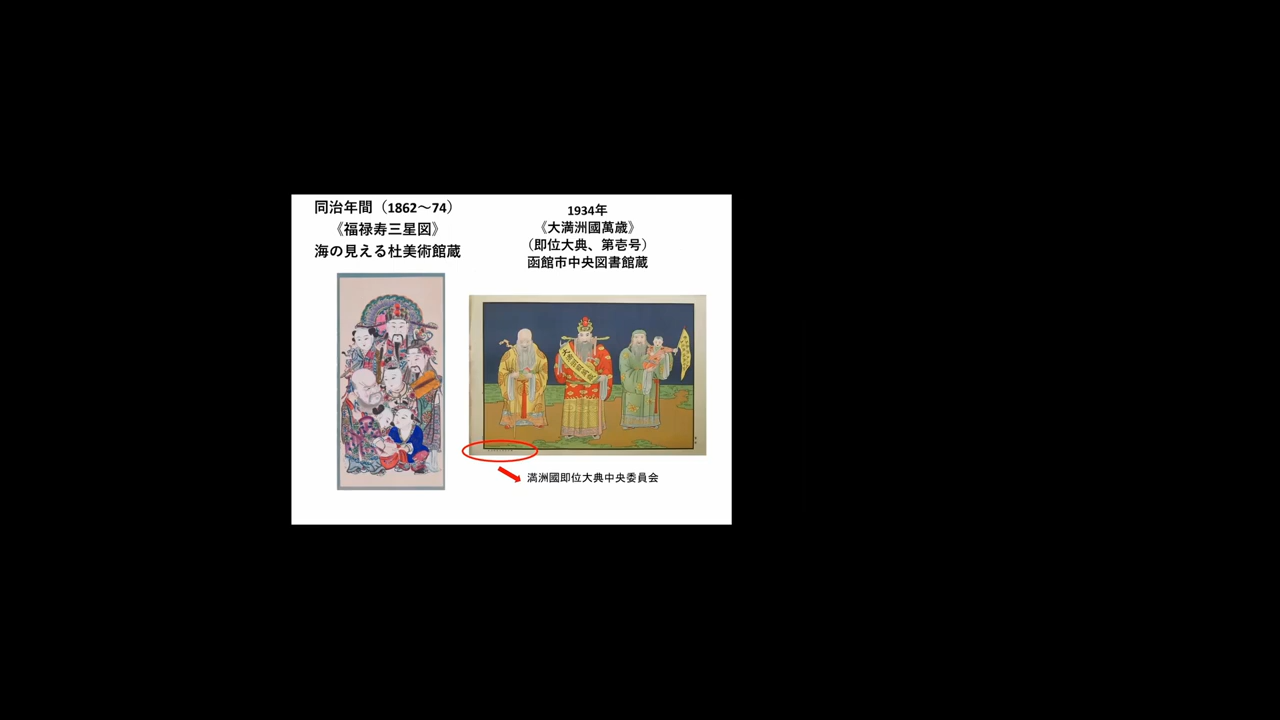 同治年間（1862～74）
《福禄寿三星図》
海の見える杜美術館蔵
1934年
《大満洲國萬歳》
（即位大典、第壱号）
函館市中央図書館蔵
満洲國即位大典中央委員会